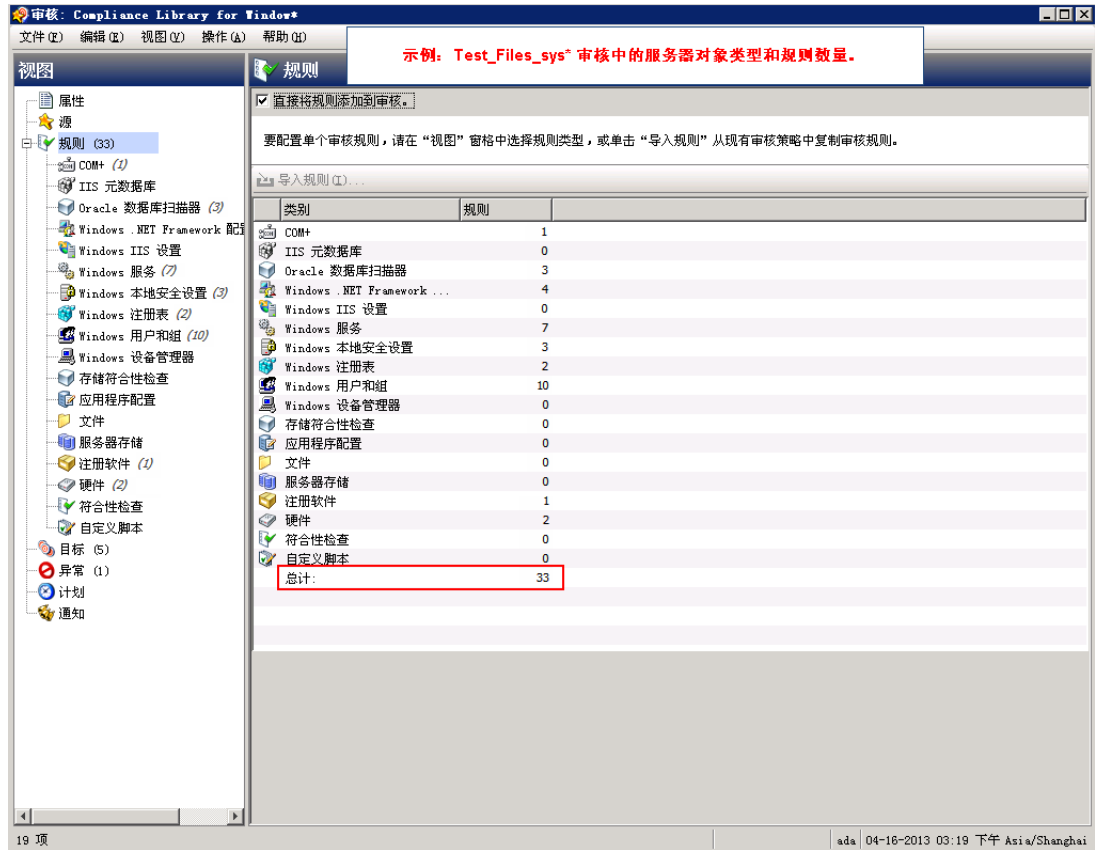 审核: Compliance Library for Window*
文件(F) 编辑(E) 视图(V) 操作(A) 帮助(H)
示例: Test_Files_sys* 审核中的服务器对象类型和规则数量。
视图
属性
源
规则 (33)
COM+ (1)
IIS 元数据库
Oracle 数据库扫描器 (3)
Windows .NET Framework 配
Windows IIS 设置
Windows 服务 (7)
Windows 本地安全设置 (3)
Windows 注册表 (2)
Windows 用户和组 (10)
Windows 设备管理器
存储符合性检查
应用程序配置
文件
服务器存储
注册软件 (1)
硬件 (2)
符合性检查
自定义脚本
目标 (5)
异常 (1)
计划
通知
规则
直接将规则添加到审核。
要配置单个审核规则，请在“视图”窗格中选择规则类型，或单击“导入规则”从现有审核策略中复制审核规则。
导入规则(I)...
类别 规则
COM+ 1
IIS 元数据库 0
Oracle 数据库扫描器 3
Windows .NET Framework ... 4
Windows IIS 设置 0
Windows 服务 7
Windows 本地安全设置 3
Windows 注册表 2
Windows 用户和组 10
Windows 设备管理器 0
存储符合性检查 0
应用程序配置 0
文件 0
服务器存储 0
注册软件 1
硬件 2
符合性检查 0
自定义脚本 0
总计: 33
19 项
ada 04-16-2013 03:19 下午 Asia/Shanghai